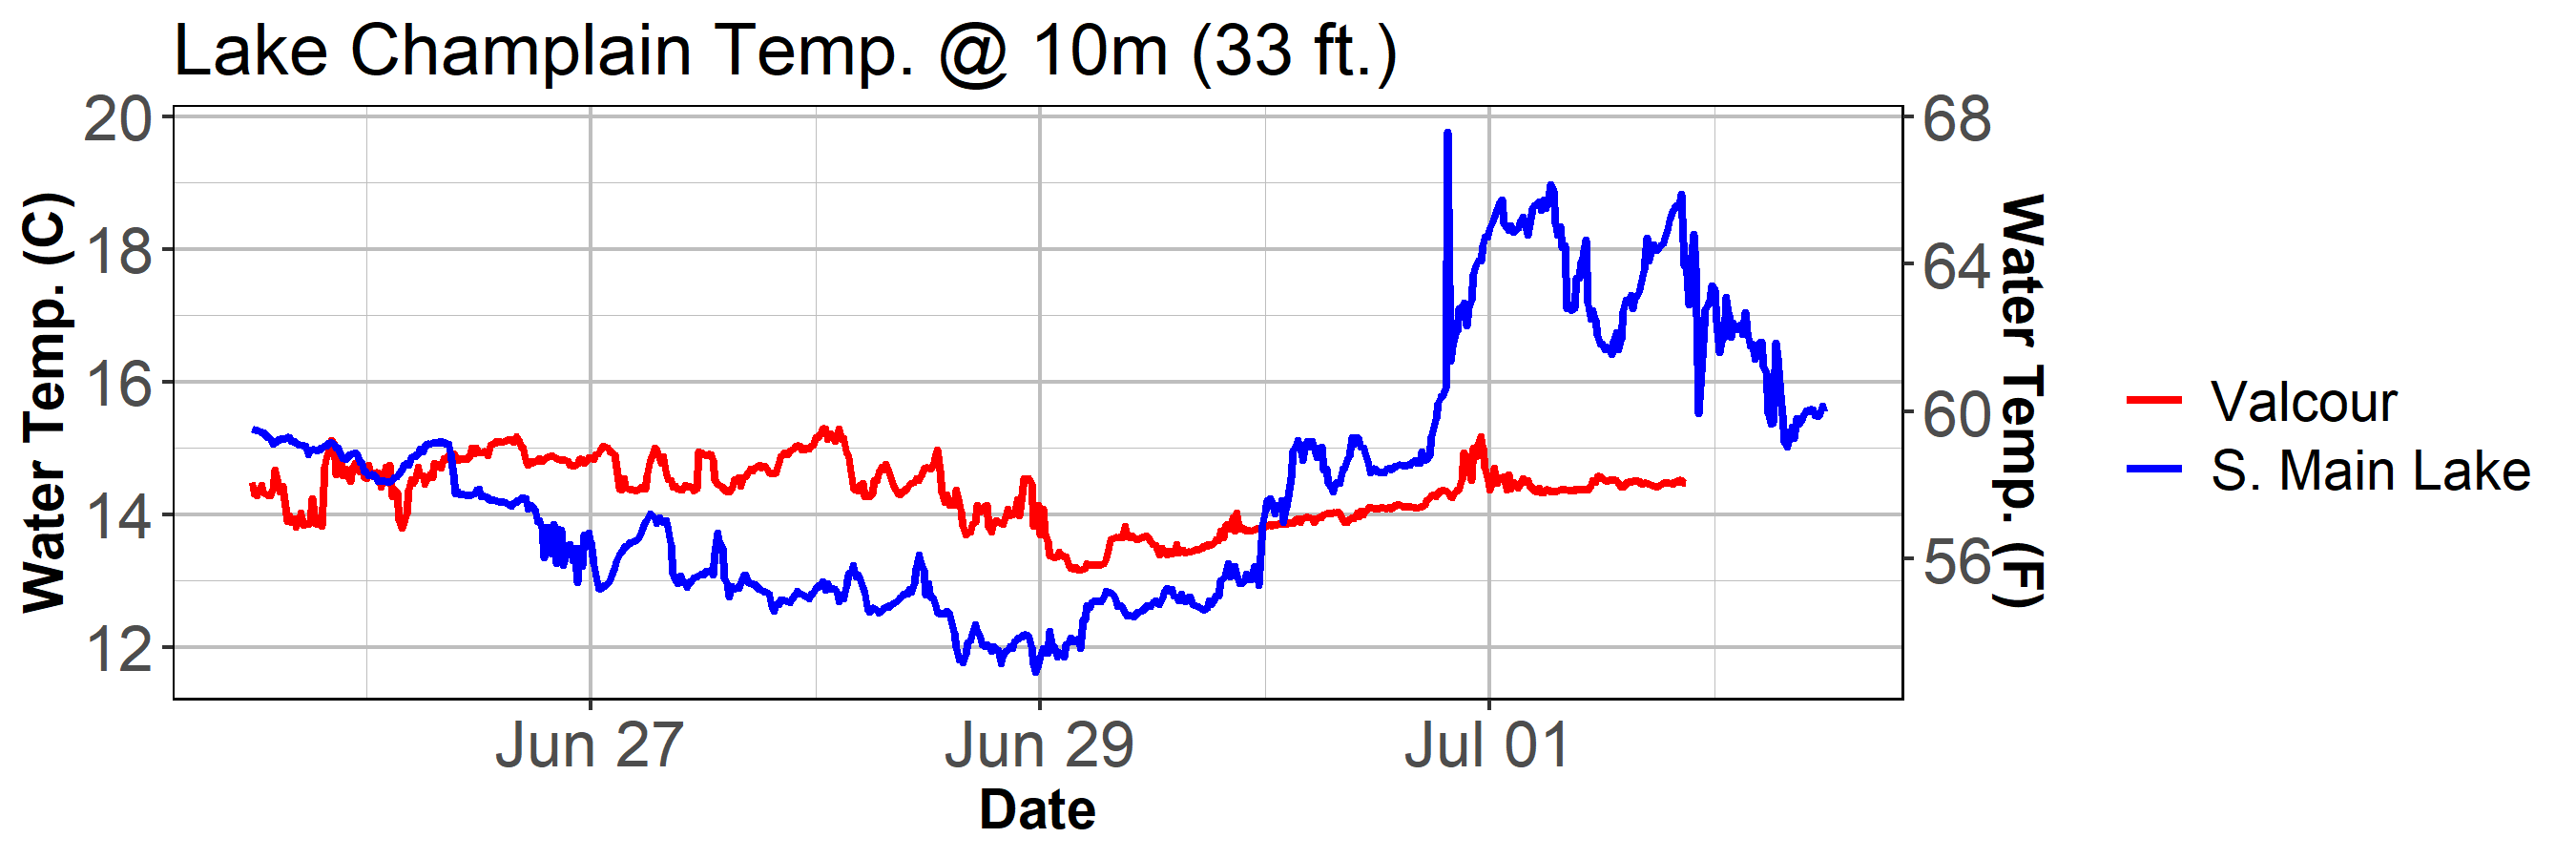 Lake Champlain Temp. @ 10m (33 ft.)
Water Temp. (C)
20
18
16
14
12
68
64
60
56
Water Temp. (F)
Jun 27
Jun 29
Jul 01
Date
Valcour
S. Main Lake